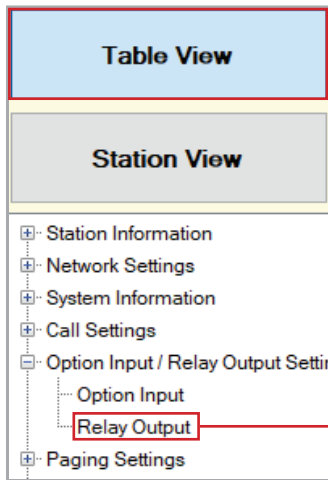 Table View
Station View
Station Information
Network Settings
System Information
Call Settings
Option Input / Relay Output Settin
Option Input
Relay Output
Paging Settings